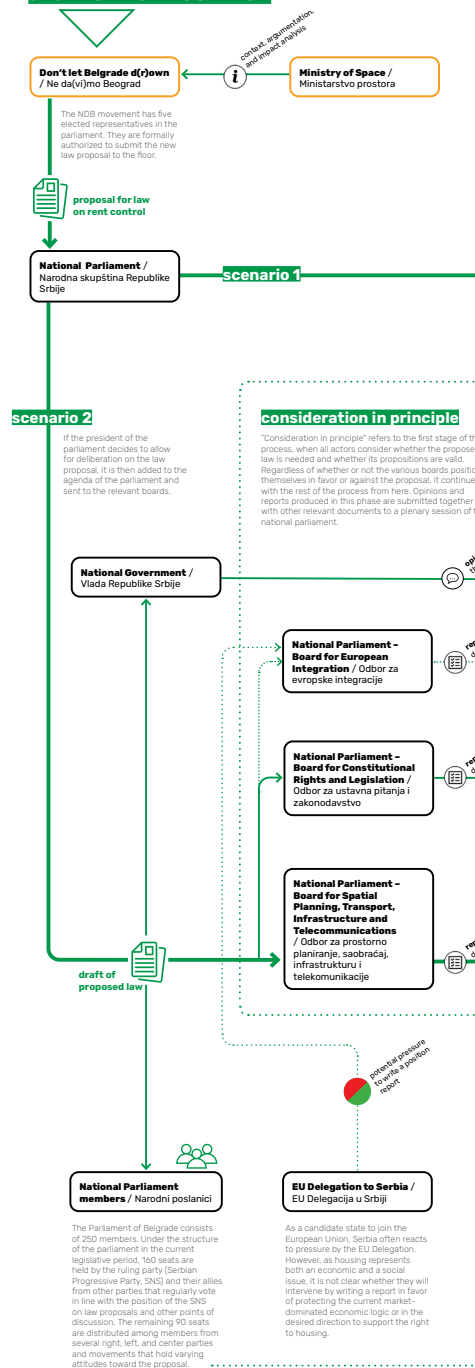 context, argumentation,
and impact analysis
Don't let Belgrade d(r)own
/ Ne da(vi)mo Beograd
i
Ministry of Space /
Ministarstvo prostora
The NDB movement has five
elected representatives in the
parliament. They are formally
authorized to submit the new
law proposal to the floor.
proposal for law
on rent control
National Parliament /
Narodna skupština Republike
Srbije
scenario 1
scenario 2
If the president of the
parliament decides to allow
for deliberation on the law
proposal, it is then added to the
agenda of the parliament and
sent to the relevant boards.
consideration in principle
"Consideration in principle" refers to the first stage of th
process, when all actors consider whether the propose
law is needed and whether its propositions are valid.
Regardless of whether or not the various boards positio
themselves in favor or against the proposal, it continue
with the rest of the process from here. Opinions and
reports produced in this phase are submitted together
with other relevant documents to a plenary session of t
national parliament.
National Government /
Vlada Republike Srbije
opi
National Parliament –
Board for European
Integration / Odbor za
evropske integracije
rep
National Parliament –
Board for Constitutional
Rights and Legislation /
Odbor za ustavna pitanja i
zakonodavstvo
rep
National Parliament –
Board for Spatial
Planning, Transport,
Infrastructure and
Telecommunications
/ Odbor za prostorno
planiranje, saobraćaj,
infrastrukturu i
telekomunikacije
rep
draft of
proposed law
potential pressure
to write a position
report
National Parliament
members / Narodni poslanici
EU Delegation to Serbia /
EU Delegacija u Srbiji
The Parliament of Belgrade consists
of 250 members. Under the structure
of the parliament in the current
legislative period, 160 seats are
held by the ruling party (Serbian
Progressive Party, SNS) and their allies
from other parties that regularly vote
in line with the position of the SNS
on law proposals and other points of
discussion. The remaining 90 seats
are distributed among members from
several right, left, and center parties
and movements that hold varying
attitudes toward the proposal.
As a candidate state to join the
European Union, Serbia often reacts
to pressure by the EU Delegation.
However, as housing represents
both an economic and a social
issue, it is not clear whether they will
intervene by writing a report in favor
of protecting the current market-
dominated economic logic or in the
desired direction to support the right
to housing.